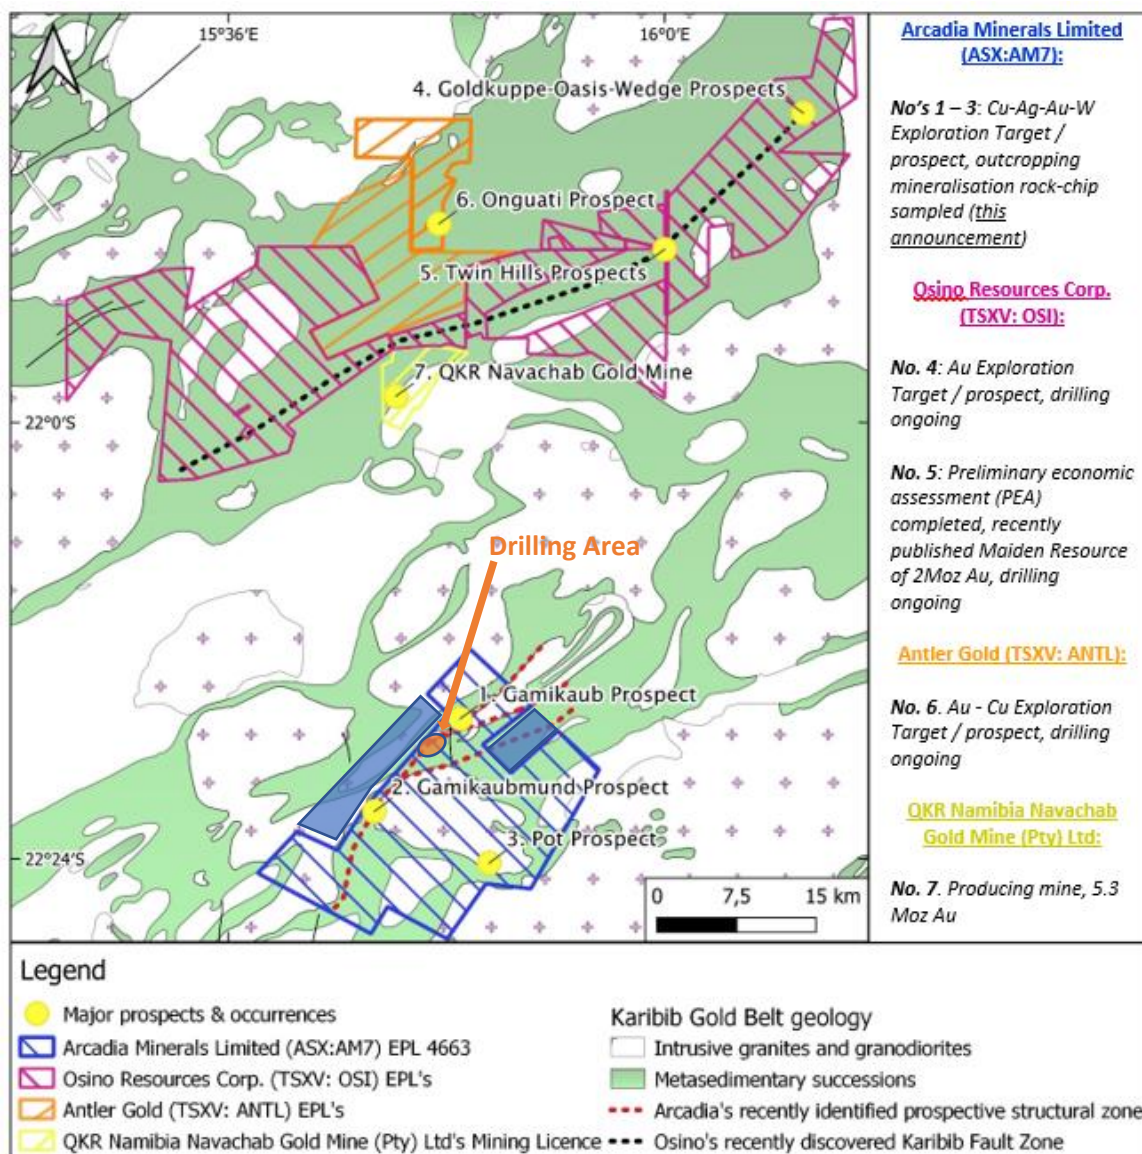 15°36'E
16°0'E
4. Goldkuppe-Oasis-Wedge Prospects
6. Onguati Prospect
5. Twin Hills Prospects
7. QKR Navachab Gold Mine
22°0'S
Drilling Area
1. Gamikaub Prospect
2. Gamikaubmund Prospect
3. Pot Prospect
22°24'S
0 7,5 15 km
Arcadia Minerals Limited
(ASX:AM7):
No's 1 – 3: Cu-Ag-Au-W
Exploration Target /
prospect, outcropping
mineralisation rock-chip
sampled (this
announcement)
Osino Resources Corp.
(TSXV: OSI):
No. 4: Au Exploration
Target / prospect, drilling
ongoing
No. 5: Preliminary economic
assessment (PEA)
completed, recently
published Maiden Resource
of 2Moz Au, drilling
ongoing
Antler Gold (TSXV: ANTL):
No. 6. Au - Cu Exploration
Target / prospect, drilling
ongoing
QKR Namibia Navachab
Gold Mine (Pty) Ltd:
No. 7. Producing mine, 5.3
Moz Au
Legend
Major prospects & occurrences
Arcadia Minerals Limited (ASX:AM7) EPL 4663
Osino Resources Corp. (TSXV: OSI) EPL's
Antler Gold (TSXV: ANTL) EPL's
QKR Namibia Navachab Gold Mine (Pty) Ltd's Mining Licence
Karibib Gold Belt geology
Intrusive granites and granodiorites
Metasedimentary successions
Arcadia's recently identified prospective structural zone
Osino's recently discovered Karibib Fault Zone